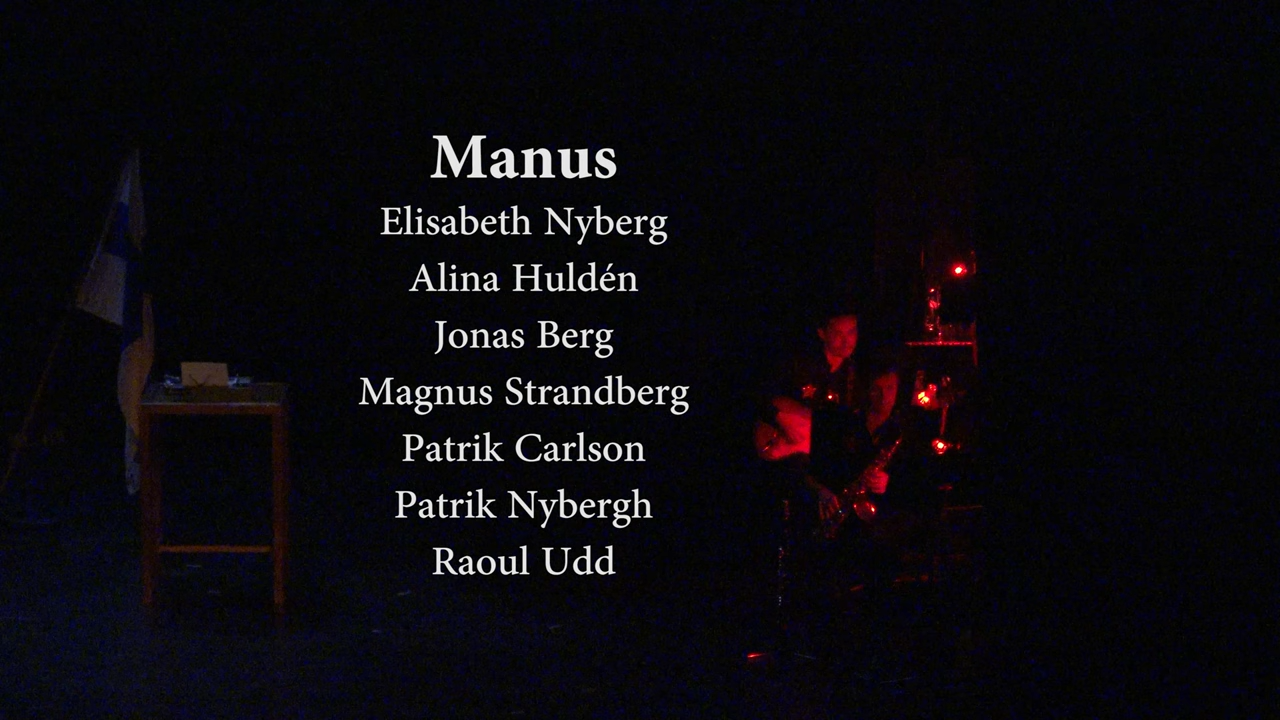 Manus
Elisabeth Nyberg
Alina Huldén
Jonas Berg
Magnus Strandberg
Patrik Carlson
Patrik Nybergh
Raoul Udd